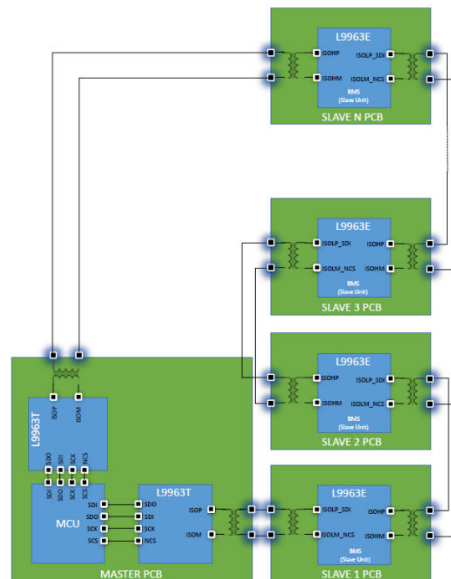 L9963E
ISOHP
ISOLP_SDI
ISOHM
ISOLM_NCS
BMS
(Slave Unit)
SLAVE N PCB
L9963E
ISOLP_SDI
ISOHP
ISOLM_NCS
ISOHM
BMS
(Slave Unit)
SLAVE 3 PCB
L9963E
ISOHP
ISOLP_SDI
ISOHM
ISOLM_NCS
BMS
(Slave Unit)
SLAVE 2 PCB
L9963E
ISOLP_SDI
ISOHP
ISOLM_NCS
ISOHM
BMS
(Slave Unit)
SLAVE 1 PCB
L9963T
ISOP
ISOM
SDO
SDI
SCK
NCS
SDI
SDO
SCK
SCS
MCU
SDI
SDO
SCK
SCS
L9963T
SDO
SDI
SCK
NCS
ISOP
ISOM
MASTER PCB